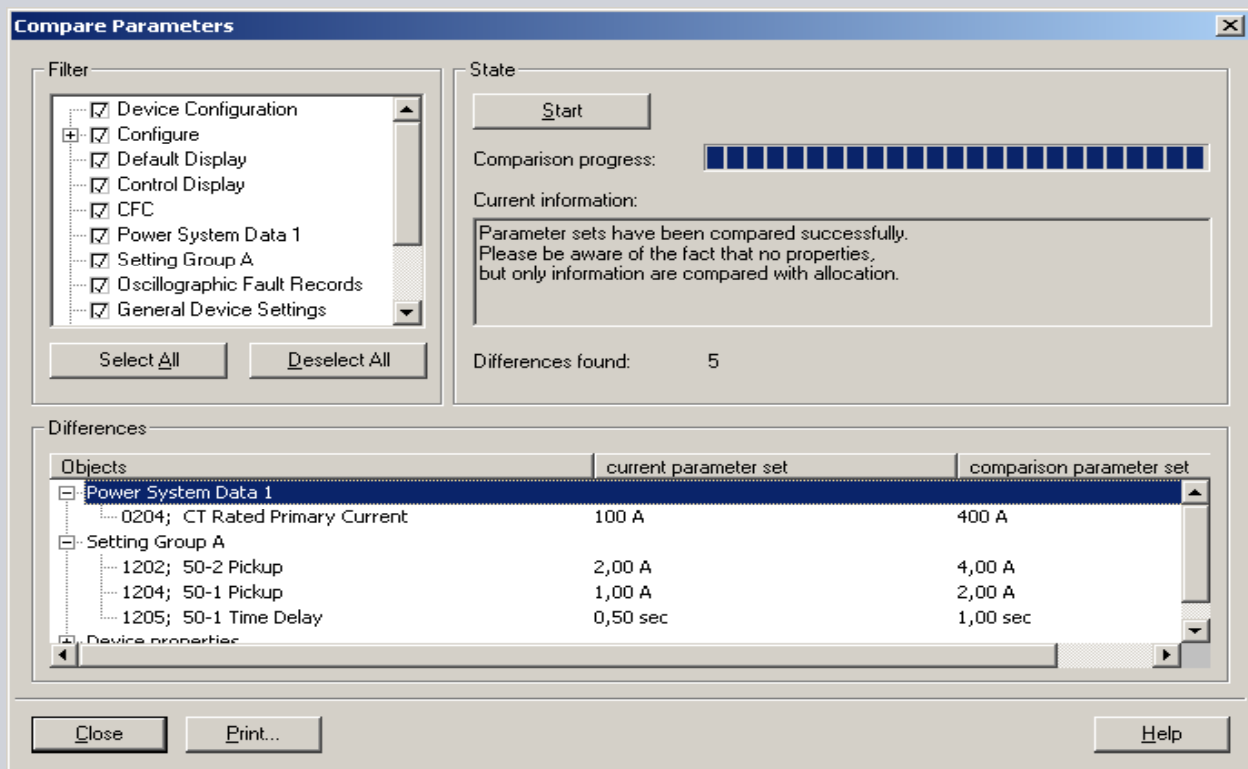 Compare Parameters
Filter
Device Configuration
Configure
Default Display
Control Display
CFC
Power System Data 1
Setting Group A
Oscillographic Fault Records
General Device Settings
Select All
Deselect All
State
Start
Comparison progress:
Current information:
Parameter sets have been compared successfully.
Please be aware of the fact that no properties,
but only information are compared with allocation.
Differences found: 5
Differences
Objects current parameter set comparison parameter set
Power System Data 1
0204; CT Rated Primary Current 100 A 400 A
Setting Group A
1202; 50-2 Pickup 2,00 A 4,00 A
1204; 50-1 Pickup 1,00 A 2,00 A
1205; 50-1 Time Delay 0,50 sec 1,00 sec
Device properties
Close
Print...
Help